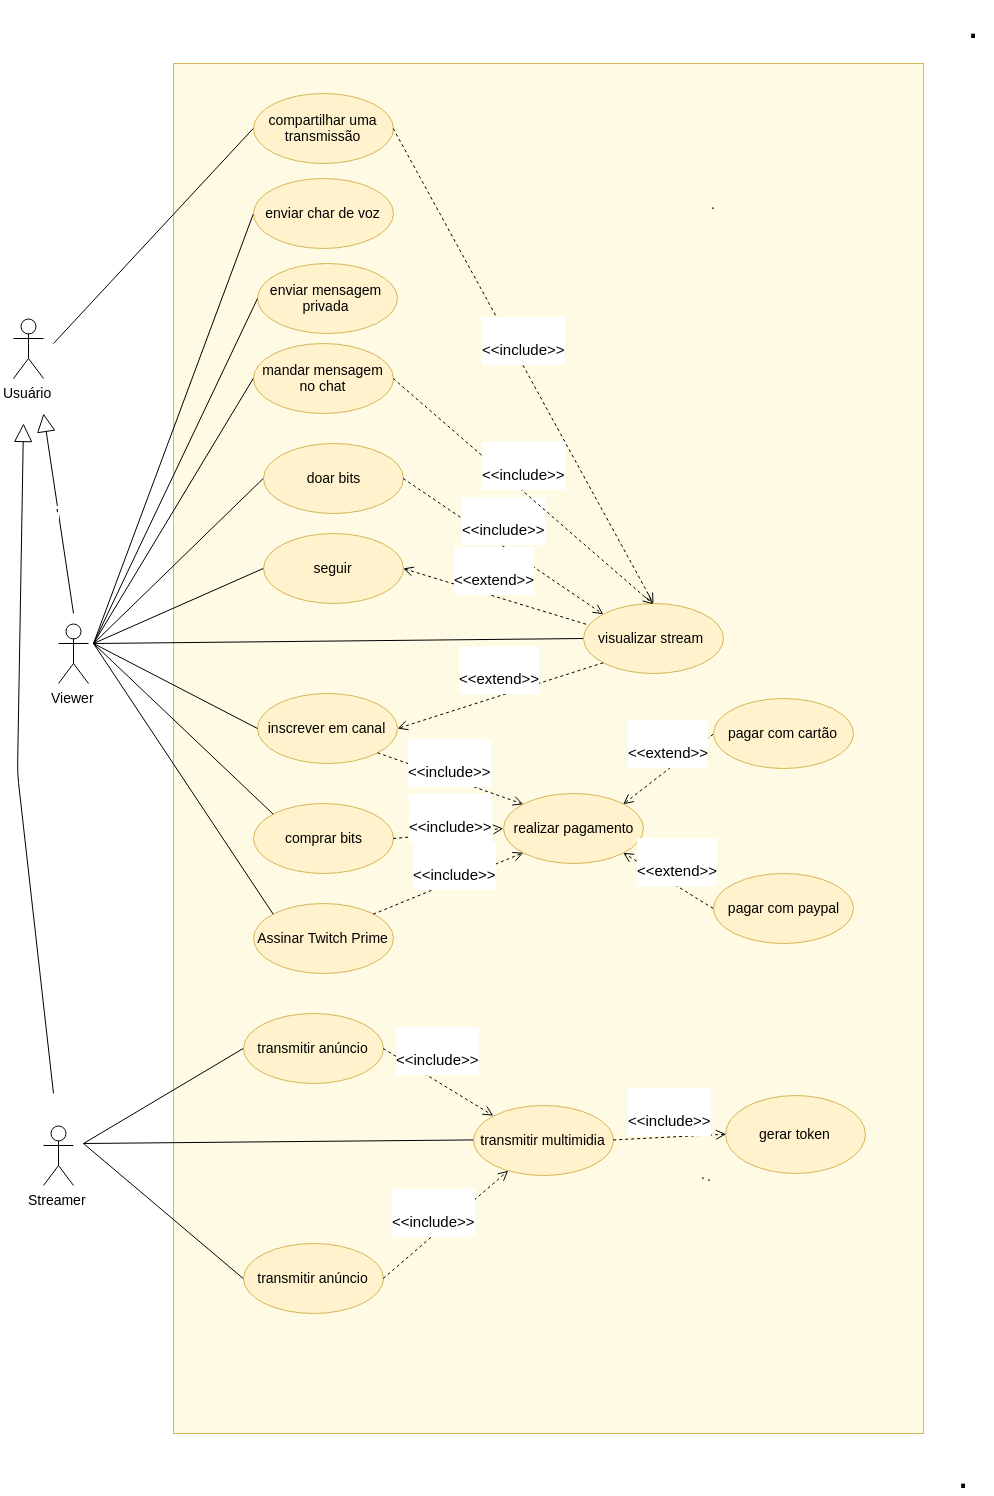 compartilhar uma
transmissão
enviar char de voz
enviar mensagem
privada
<<include>>
Usuário
mandar mensagem
no chat
<<include>>
doar bits
<<include>>
seguir
<<extend>>
visualizar stream
Viewer
<<extend>>
inscrever em canal
pagar com cartão
<<extend>>
<<include>>
comprar bits
<<include>>
realizar pagamento
<<include>>
<<extend>>
pagar com paypal
Assinar Twitch Prime
transmitir anúncio
<<include>>
transmitir multimidia
<<include>>
gerar token
Streamer
<<include>>
transmitir anúncio